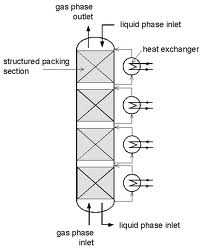 gas phase
outlet
liquid phase inlet
heat exchanger
structured packing
section
gas phase
inlet
liquid phase inlet